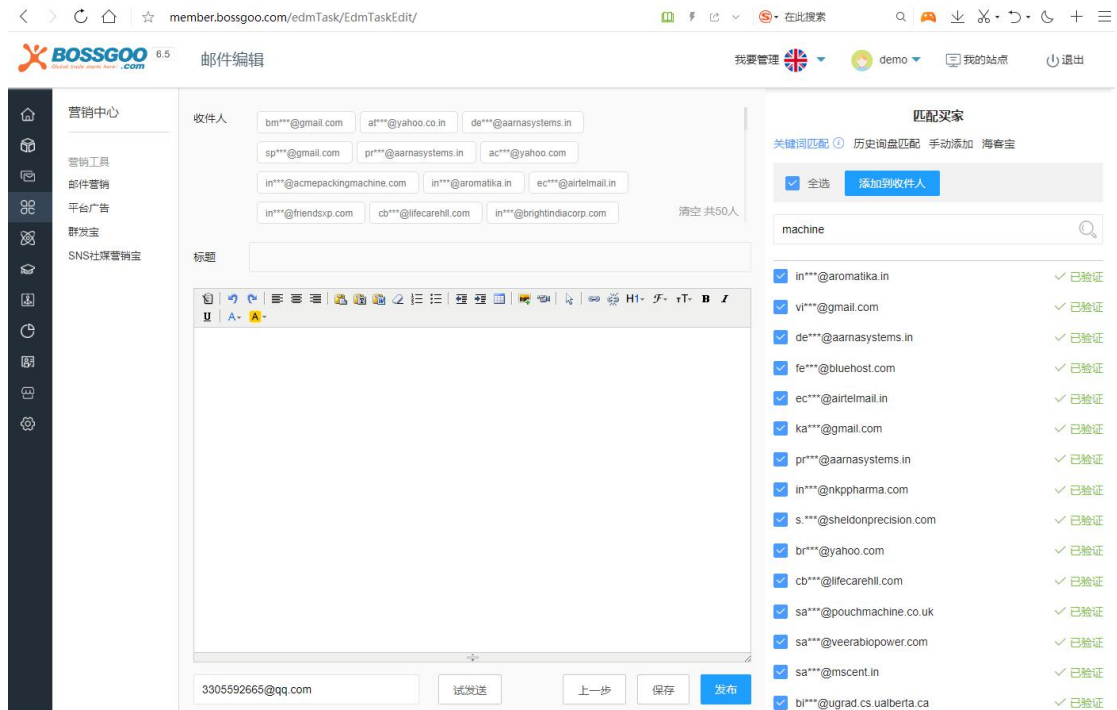 member.bossgoo.com/edmTask/EdmTaskEdit/
在此搜索
BOSSGOO
.com
6.5
邮件编辑
我要管理
demo
我的站点
退出
营销中心
营销工具
邮件营销
平台广告
群发宝
SNS社媒营销宝
收件人
bm***@gmail.com af***@yahoo.co.in de***@aarnasystems.in
sp***@gmail.com pr***@aarnasystems.in ac***@yahoo.com
in***@acmepackingmachine.com in***@aromatika.in ec***@airtelmail.in
in***@friendsxp.com cb***@lifecarehll.com in***@brightindiacorp.com
清空 共50人
标题
H1 F T B I
U A A
3305592665@qq.com
试发送
上一步
保存
发布
匹配买家
关键词匹配 历史询盘匹配 手动添加 海客宝
全选 添加到收件人
machine
in***@aromatika.in 已验证
vi***@gmail.com 已验证
de***@aarnasystems.in 已验证
fe***@bluehost.com 已验证
ec***@airtelmail.in 已验证
ka***@gmail.com 已验证
pr***@aarnasystems.in 已验证
in***@nkppharma.com 已验证
s.***@sheldonprecision.com 已验证
br***@yahoo.com 已验证
cb***@lifecarehll.com 已验证
sa***@pouchmachine.co.uk 已验证
sa***@veerabiopower.com 已验证
sa***@mscent.in 已验证
bl***@ugrad.cs.ualberta.ca 已验证